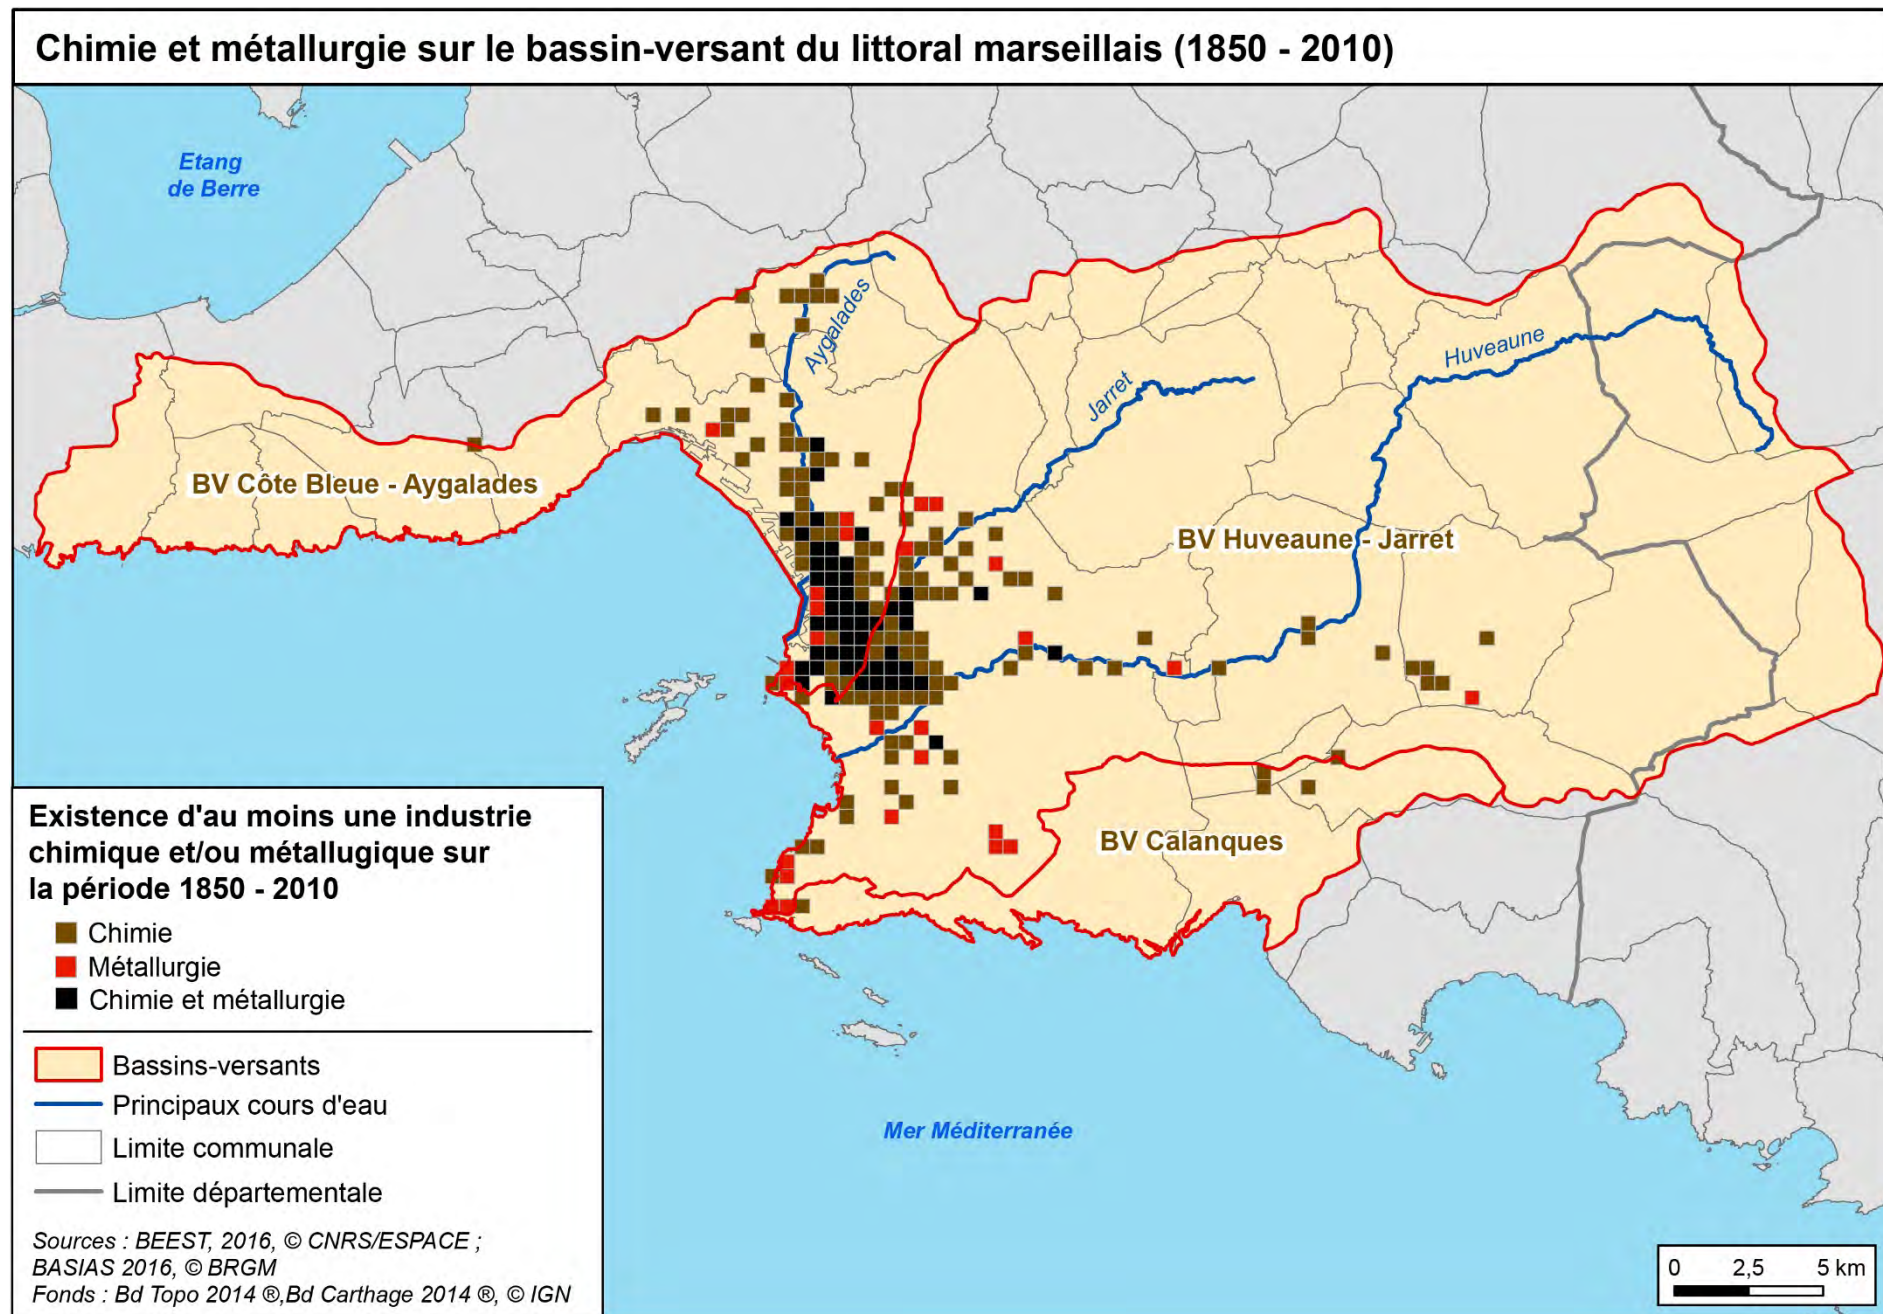 Chimie et métallurgie sur le bassin-versant du littoral marseillais (1850 - 2010)
Etang
de Berre
Aygalades
Jarret
Huveaune
BV Côte Bleue - Aygalades
BV Huveaune - Jarret
BV Calanques
Mer Méditerranée
Existence d'au moins une industrie
chimique et/ou métallugique sur
la période 1850 - 2010
Chimie
Métallurgie
Chimie et métallurgie
Bassins-versants
Principaux cours d'eau
Limite communale
Limite départementale
Sources : BEEST, 2016, © CNRS/ESPACE ;
BASIAS 2016, © BRGM
Fonds : Bd Topo 2014 ®,Bd Carthage 2014 ®, © IGN
0 2,5 5 km